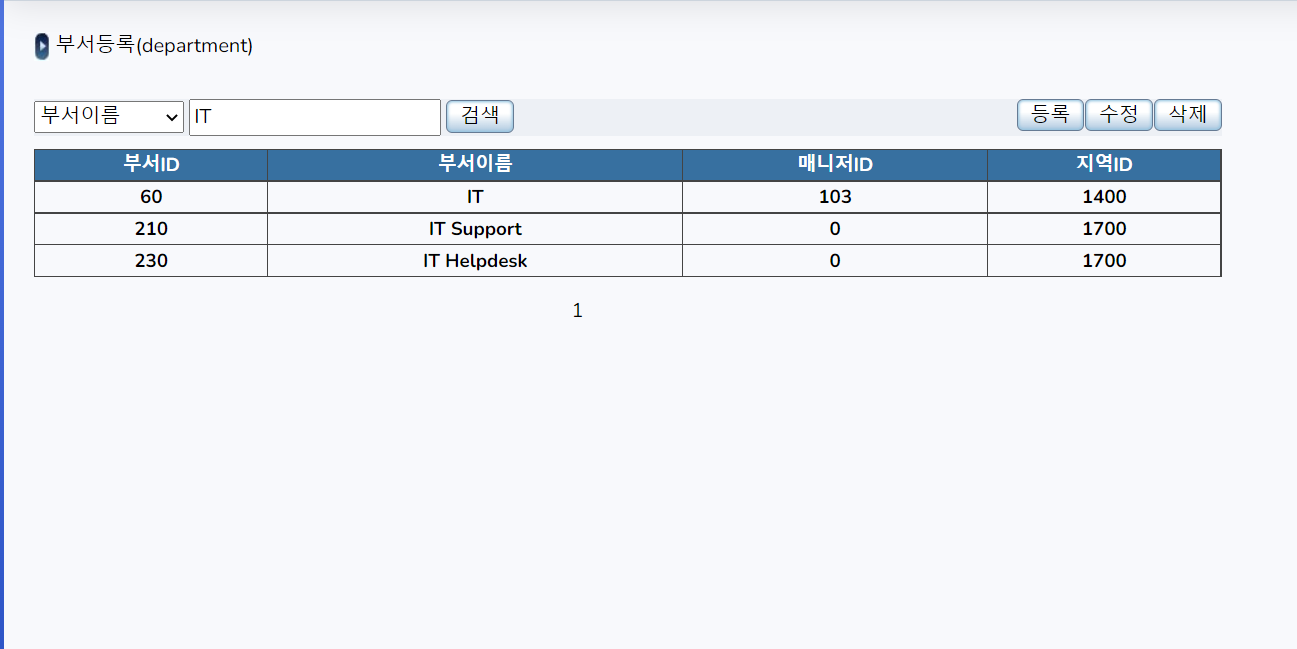 부서등록(department)
부서이름 IT 검색 등록 수정 삭제
부서ID 부서이름 매니저ID 지역ID
60 IT 103 1400
210 IT Support 0 1700
230 IT Helpdesk 0 1700
1